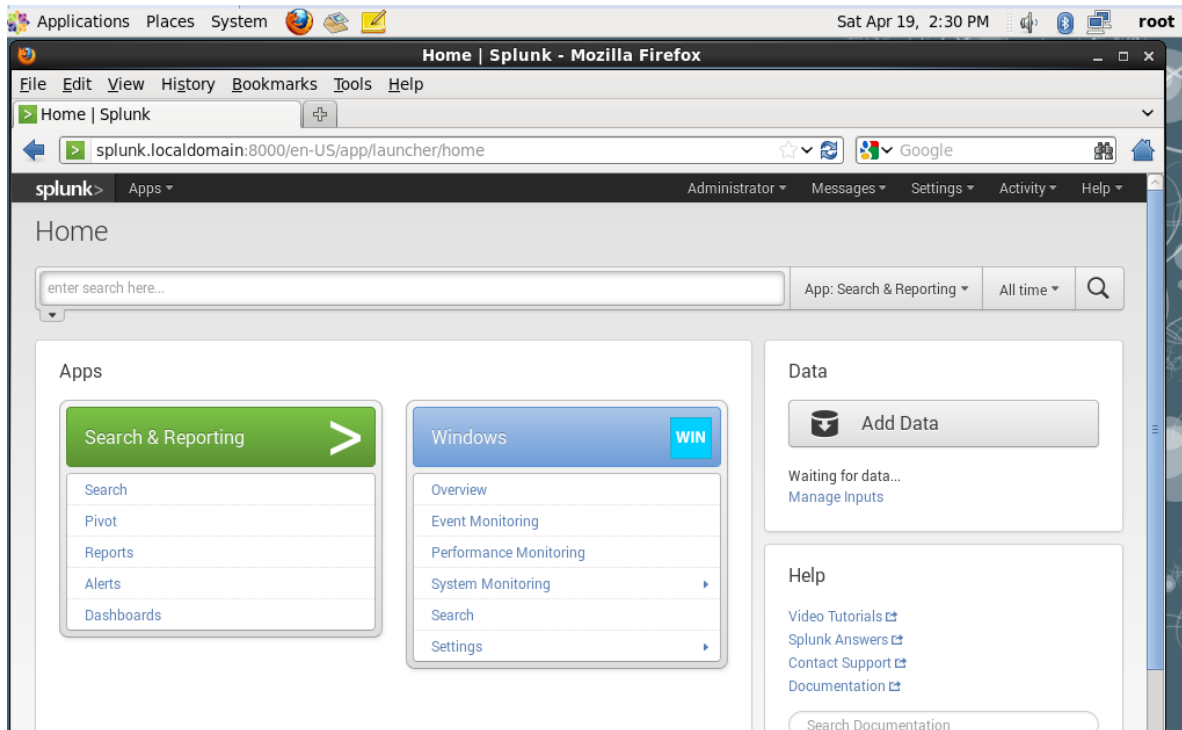 Applications Places System Sat Apr 19, 2:30 PM root
Home | Splunk - Mozilla Firefox
File Edit View History Bookmarks Tools Help
Home | Splunk
splunk.localdomain:8000/en-US/app/launcher/home Google
splunk> Apps Administrator Messages Settings Activity Help
Home
enter search here... App: Search & Reporting All time
Apps
Search & Reporting >
Search
Pivot
Reports
Alerts
Dashboards
Windows WIN
Overview
Event Monitoring
Performance Monitoring
System Monitoring
Search
Settings
Data
Add Data
Waiting for data...
Manage Inputs
Help
Video Tutorials
Splunk Answers
Contact Support
Documentation
Search Documentation